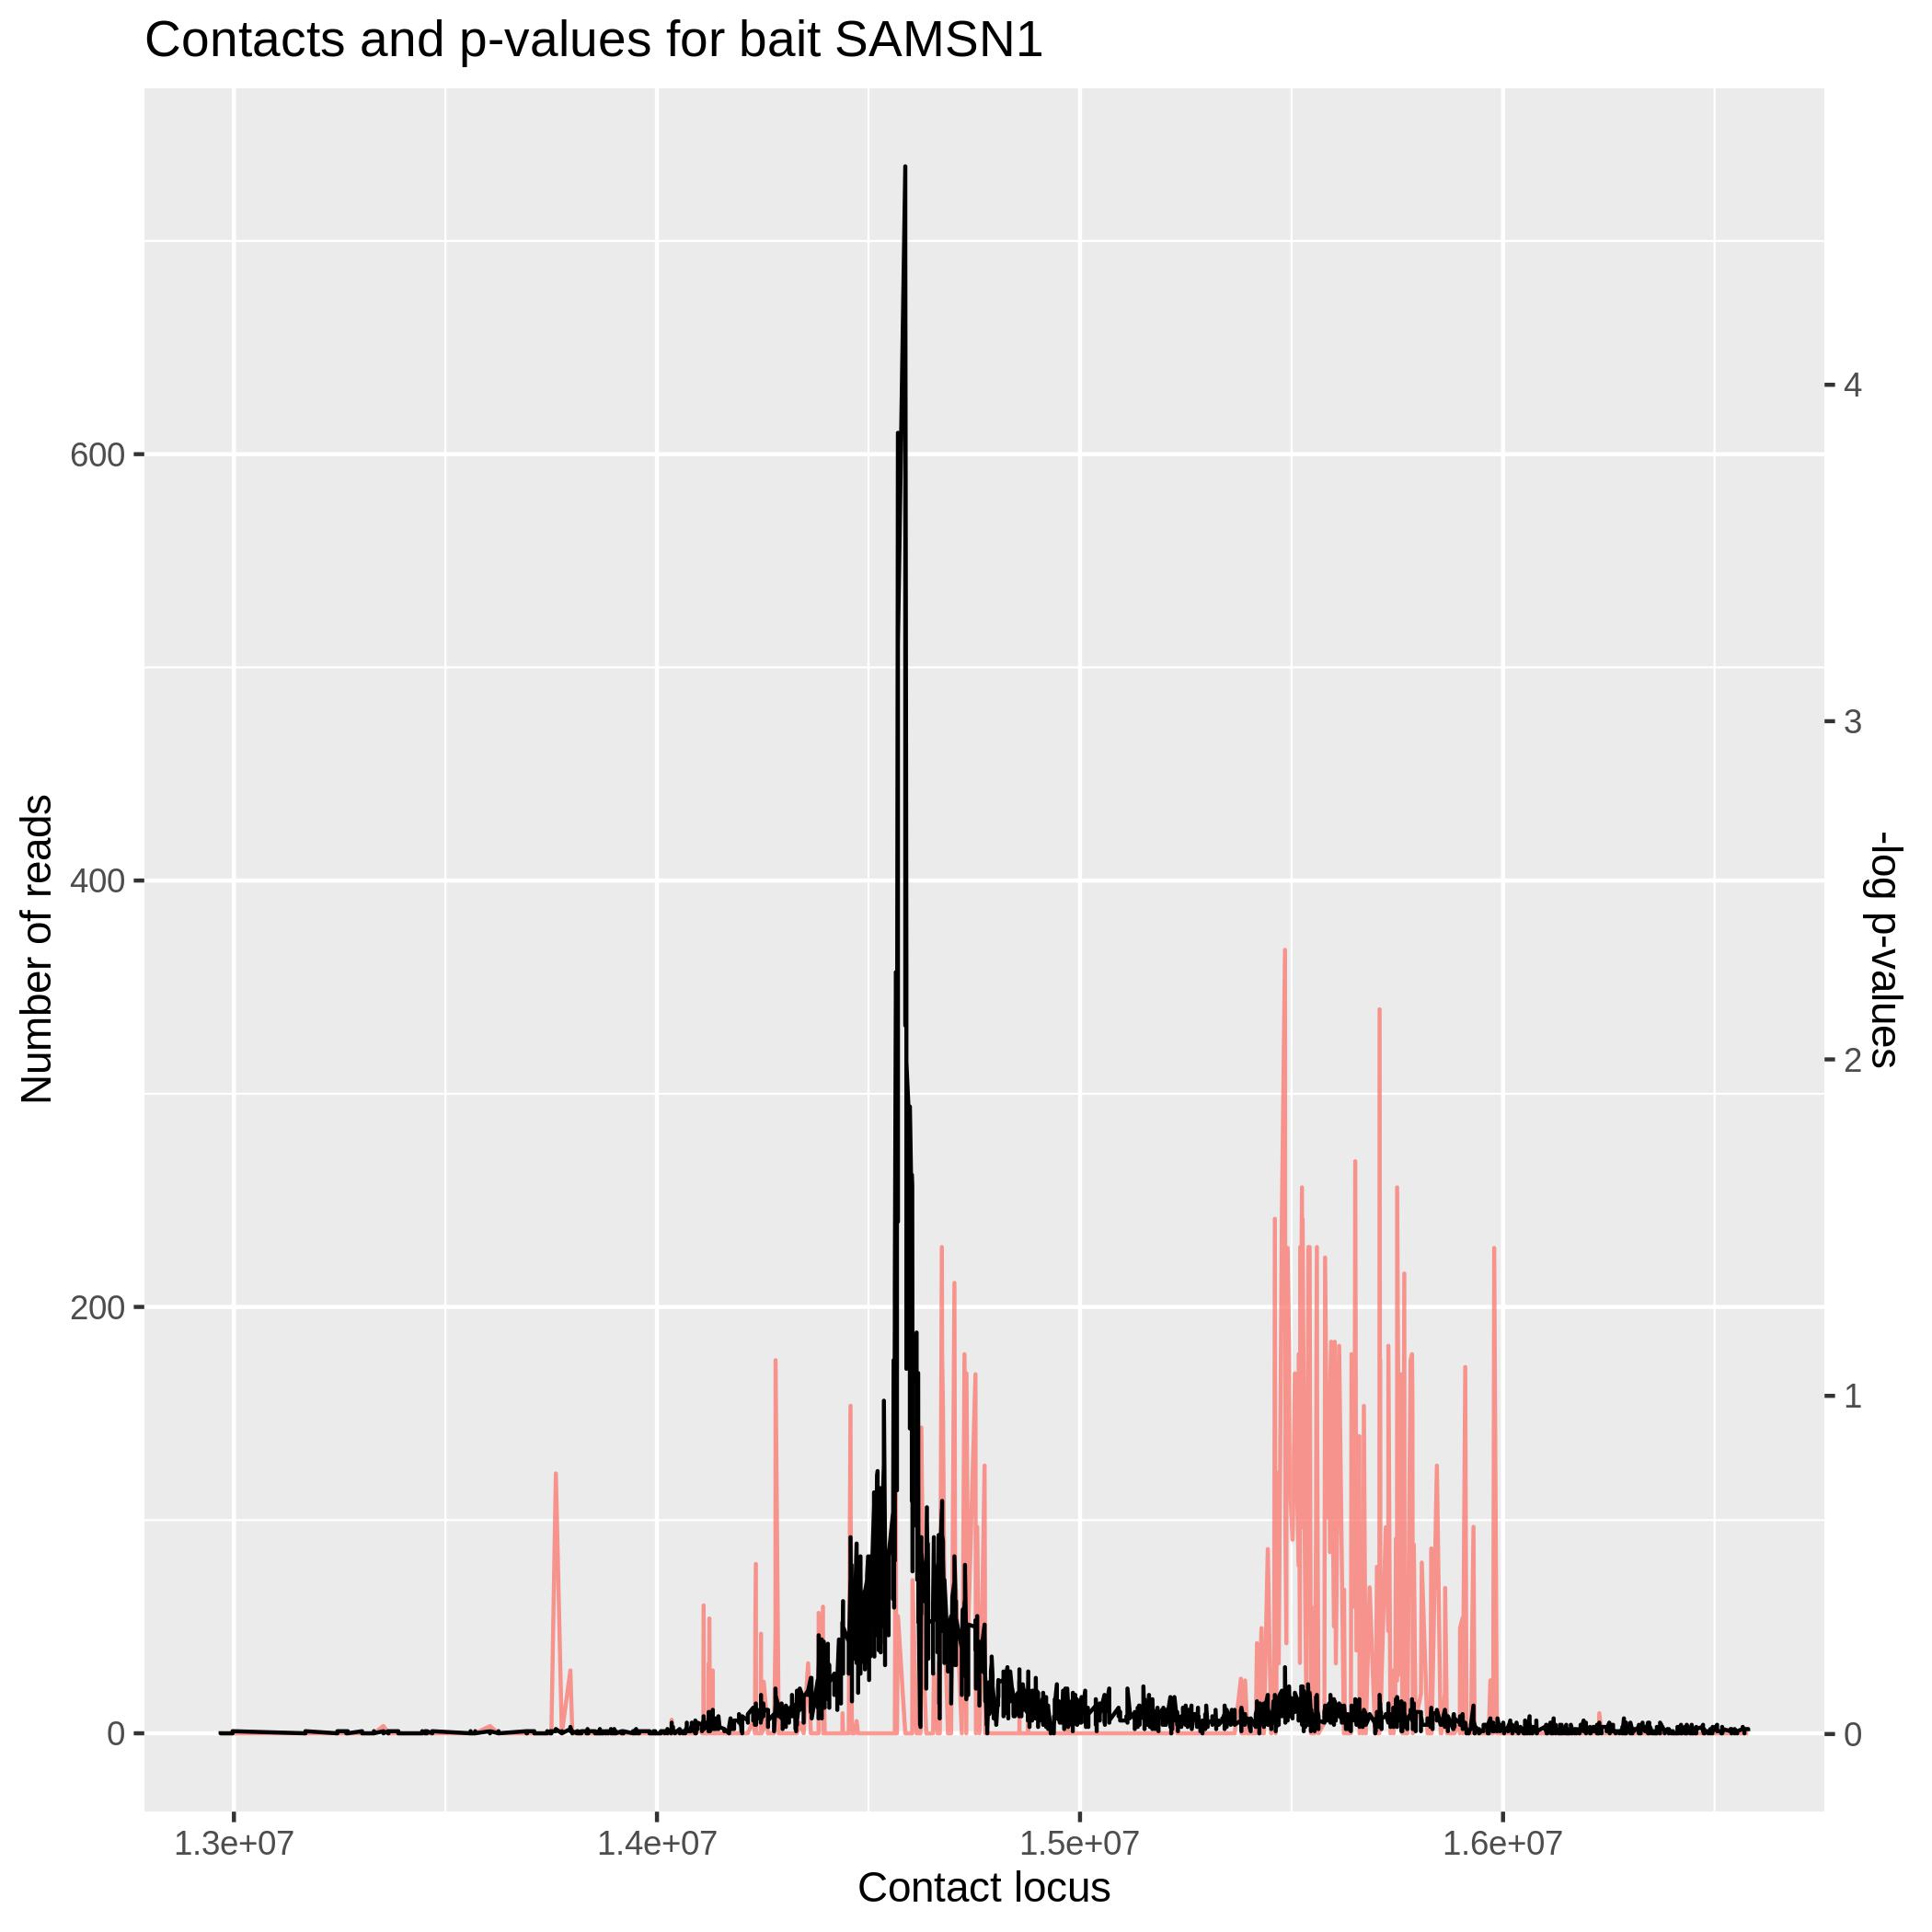 Contacts and p-values for bait SAMSN1
Number of reads
600
400
200
0
4
3
2
1
0
-log p-values
1.3e+07
1.4e+07
1.5e+07
1.6e+07
Contact locus